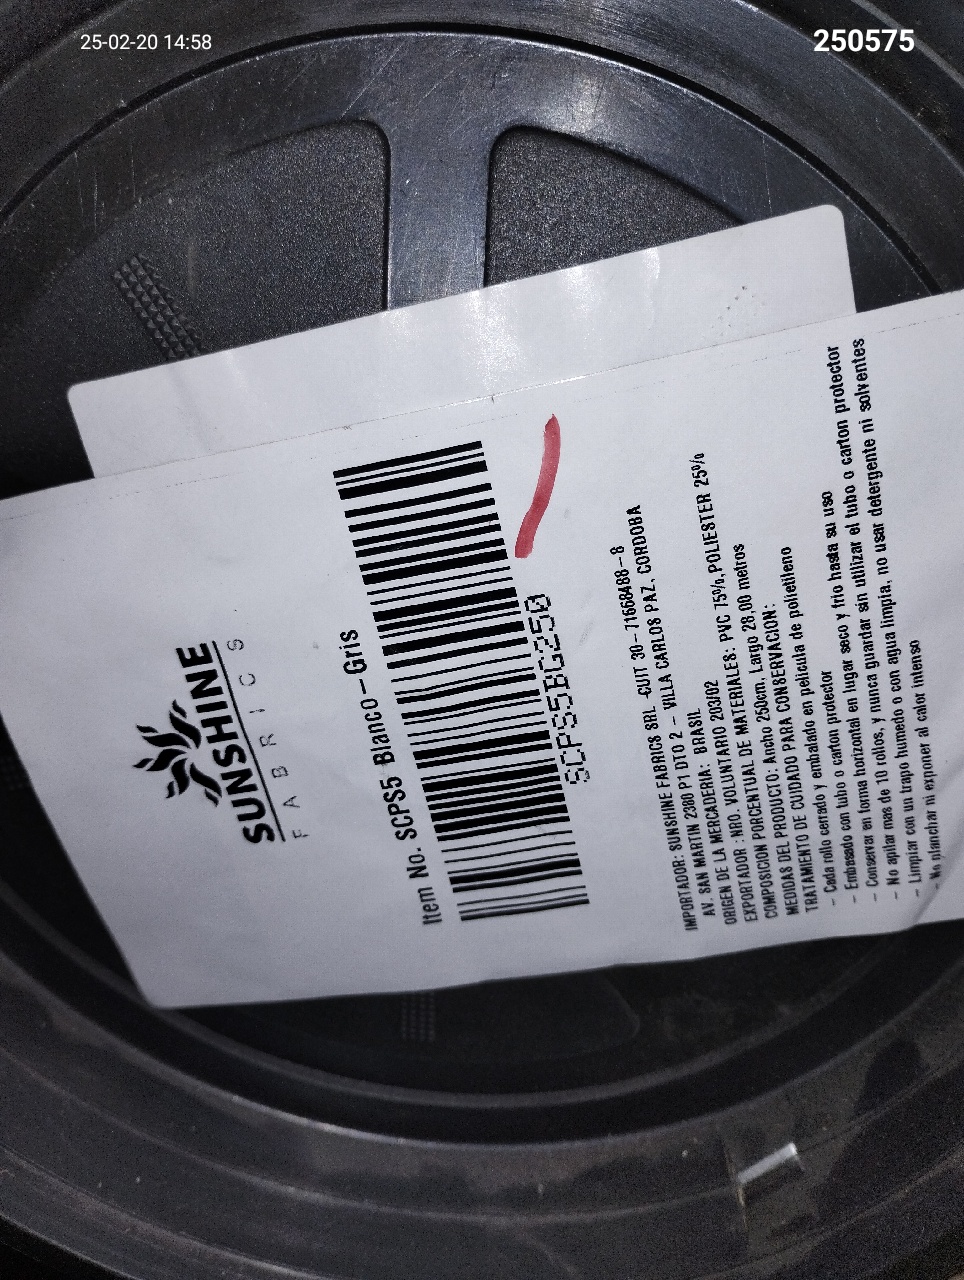 25-02-20 14:58
250575
SUNSHINE
FABRICS
Item No. SCPS5 Blanco-Gris
SCPS5BG250
IMPORTADOR: SUNSHINE FABRICS SRL -CUIT 30-71668488-8
AV. SAN MARTIN 2380 P1 DTO 2 - VILLA CARLOS PAZ, CORDOBA
ORIGEN DE LA MERCADERIA: BRASIL
EXPORTADOR :NRO. VOLUNTARIO 203/02
COMPOSICION PORCENTUAL DE MATERIALES: PVC 75%,POLIESTER 25%
MEDIDAS DEL PRODUCTO: Ancho 250cm, Largo 28,00 metros
TRATAMIENTO DE CUIDADO PARA CONSERVACION:
- Cada rollo cerrado y embalado en pelicula de polietileno
- Embasado con tubo o carton protector
- Conservar en forma horizontal en lugar seco y frio hasta su uso
- No apilar mas de 10 rollos, y nunca guardar sin utilizar el tubo o carton protector
- Limpiar con un trapo humedo o con agua limpia, no usar detergente ni solventes
- No planchar ni exponer al calor intenso